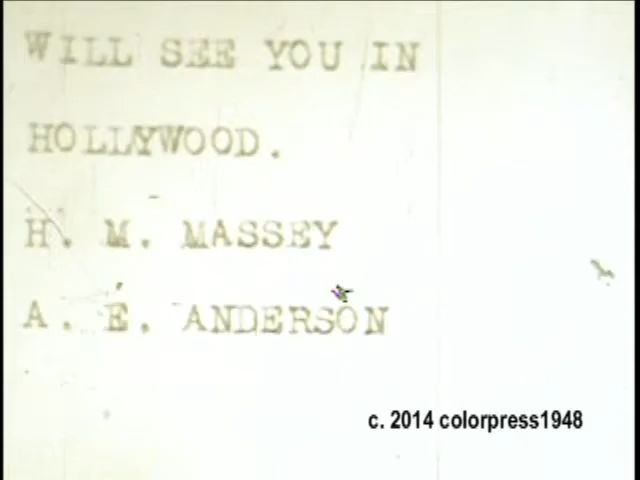 WILL SEE YOU IN
HOLLYWOOD.
H. M. MASSEY
A. E. ANDERSON
c. 2014 colorpress1948